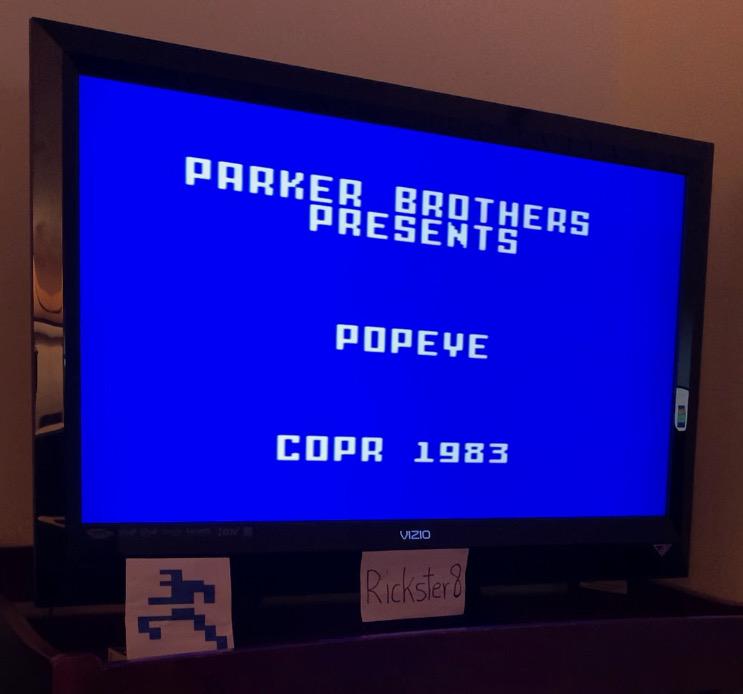 PARKER BROTHERS
PRESENTS
POPEYE
COPR 1983
VIZIO
Rickster8